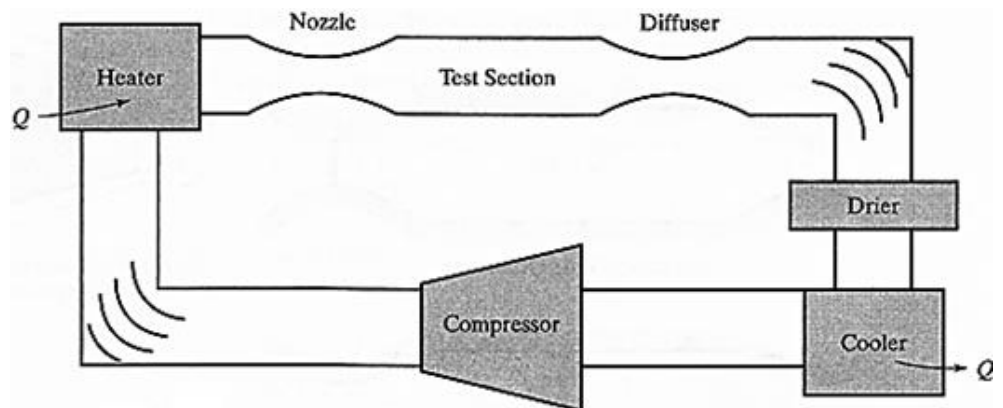 Nozzle
Diffuser
Heater
Test Section
Q
Drier
Compressor
Cooler
Q